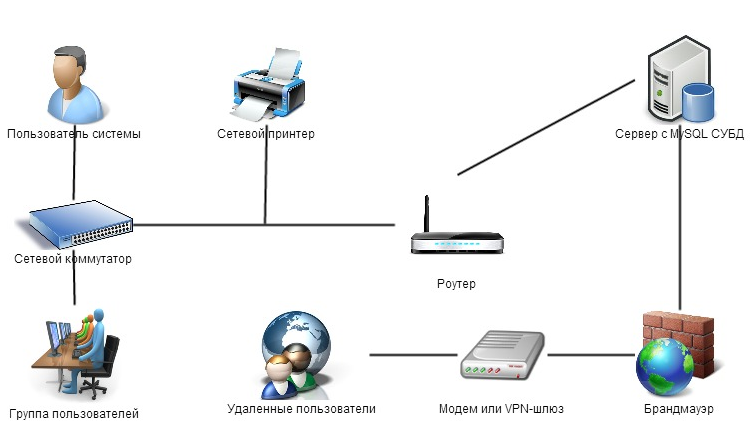 Пользователь системы
Сетевой принтер
Сервер с MySQL СУБД
Сетевой коммутатор
Роутер
Группа пользователей
Удаленные пользователи
Модем или VPN-шлюз
Брандмауэр